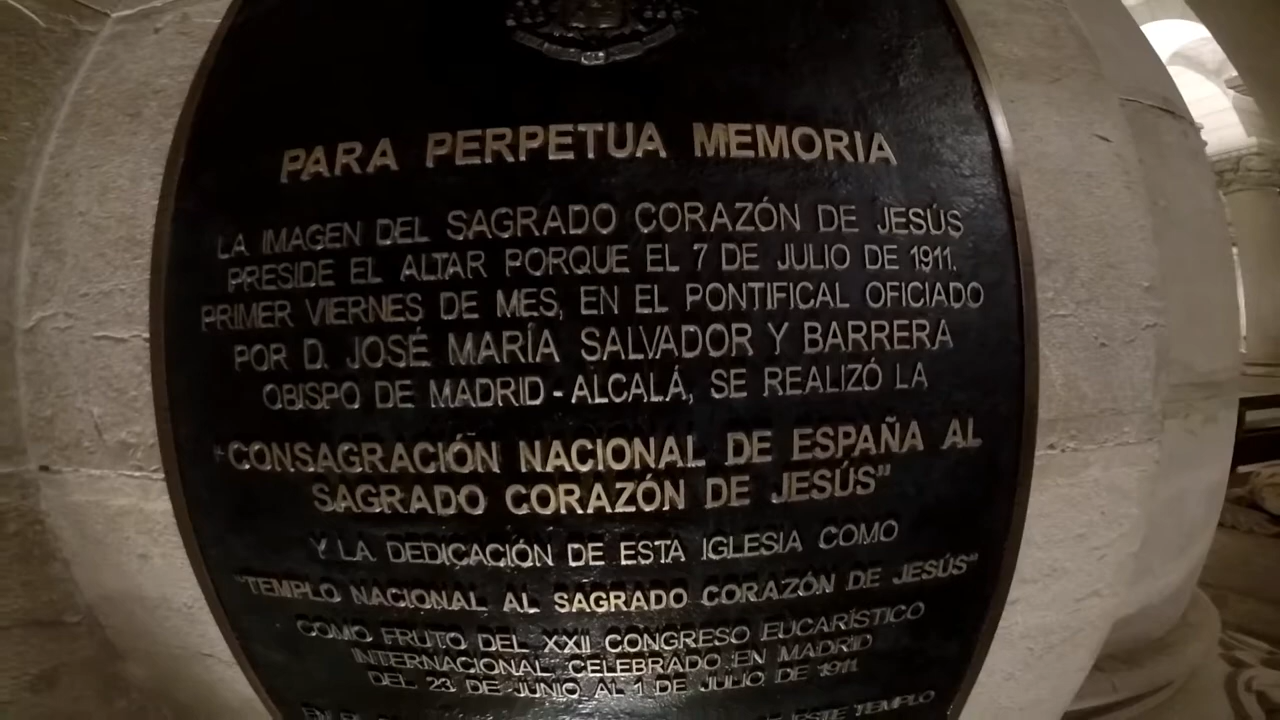 PARA PERPETUA MEMORIA
LA IMAGEN DEL SAGRADO CORAZÓN DE JESÚS
PRESIDE EL ALTAR PORQUE EL 7 DE JULIO DE 1911.
PRIMER VIERNES DE MES, EN EL PONTIFICAL OFICIADO
POR D. JOSÉ MARÍA SALVADOR Y BARRERA
OBISPO DE MADRID - ALCALÁ, SE REALIZÓ LA
"CONSAGRACIÓN NACIONAL DE ESPAÑA AL
SAGRADO CORAZÓN DE JESÚS"
Y LA DEDICACIÓN DE ESTA IGLESIA COMO
"TEMPLO NACIONAL AL SAGRADO CORAZÓN DE JESÚS"
COMO FRUTO DEL XXII CONGRESO EUCARÍSTICO
INTERNACIONAL CELEBRADO EN MADRID
DEL 23 DE JUNIO AL 1 DE JULIO DE 1911.
ESTE TEMPLO